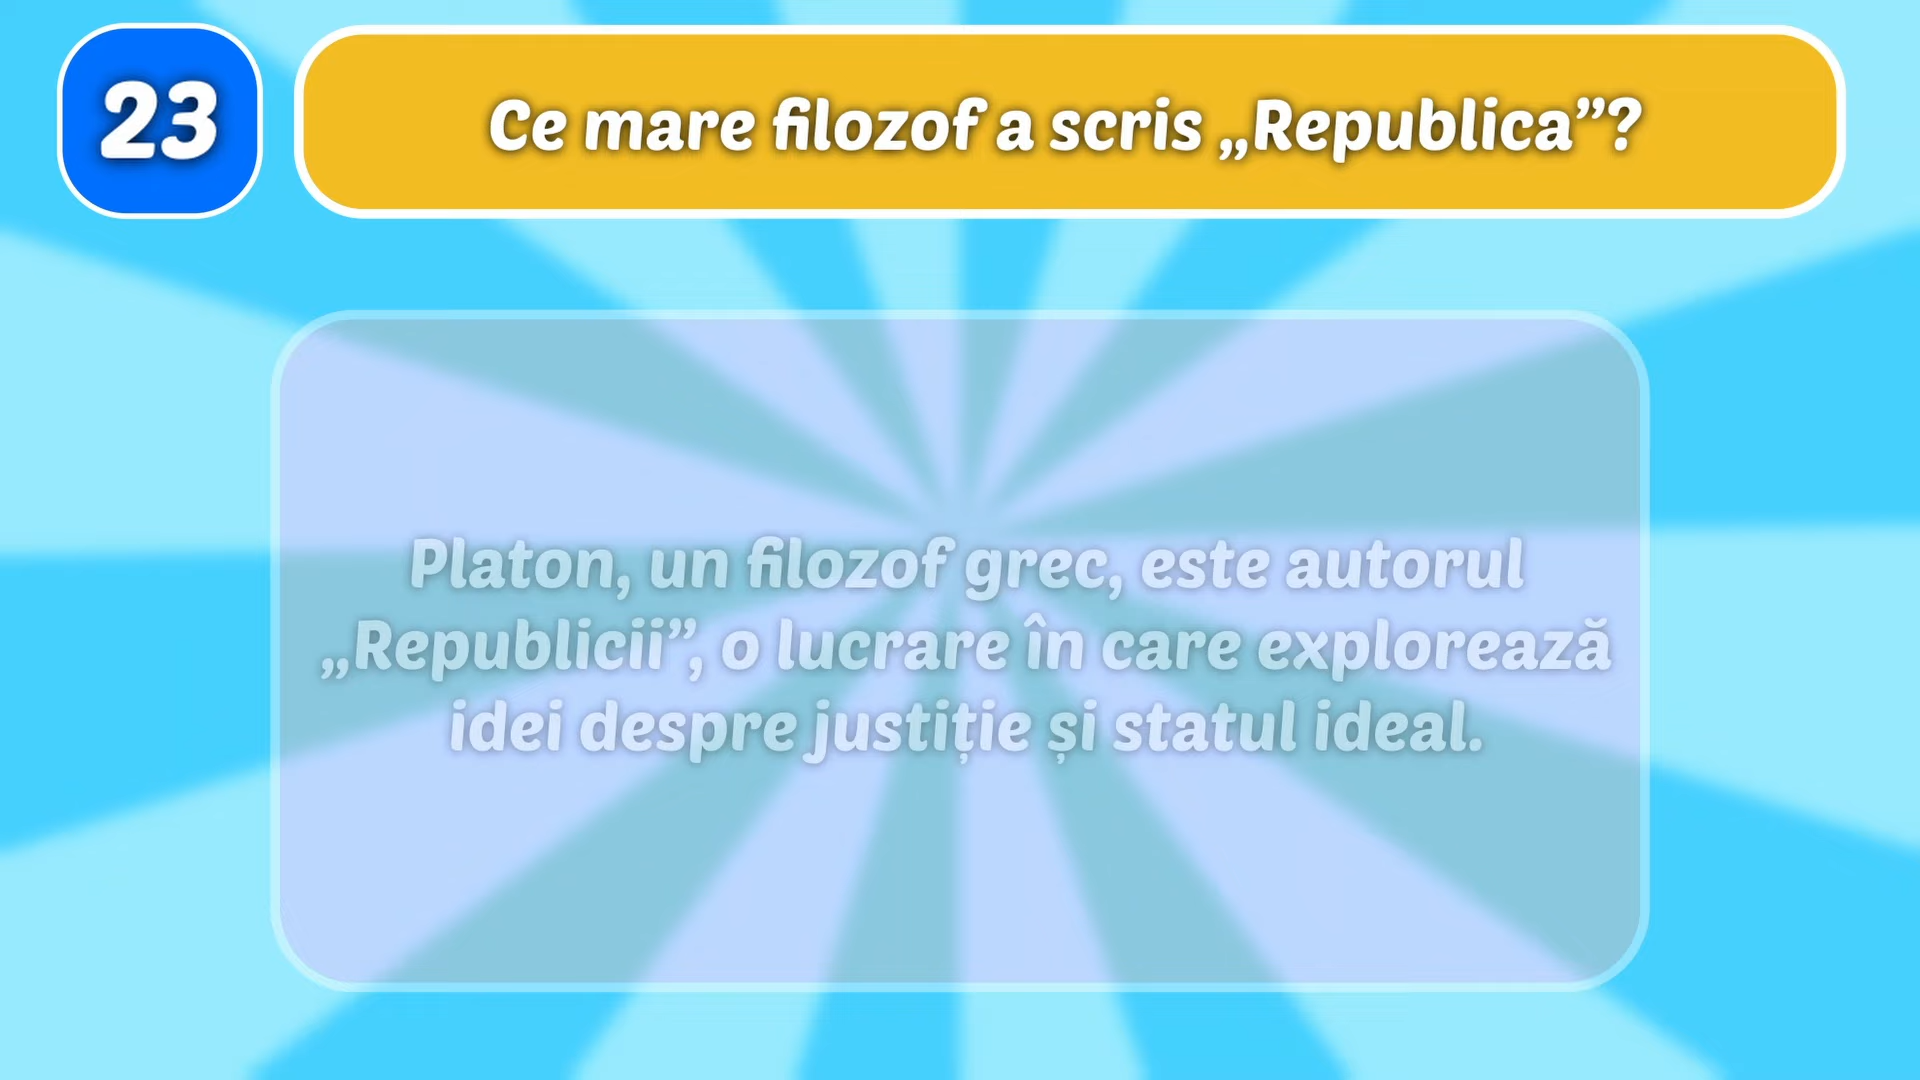 23
Ce mare filozof a scris „Republica”?
Platon, un filozof grec, este autorul
„Republicii”, o lucrare în care explorează
idei despre justiție și statul ideal.